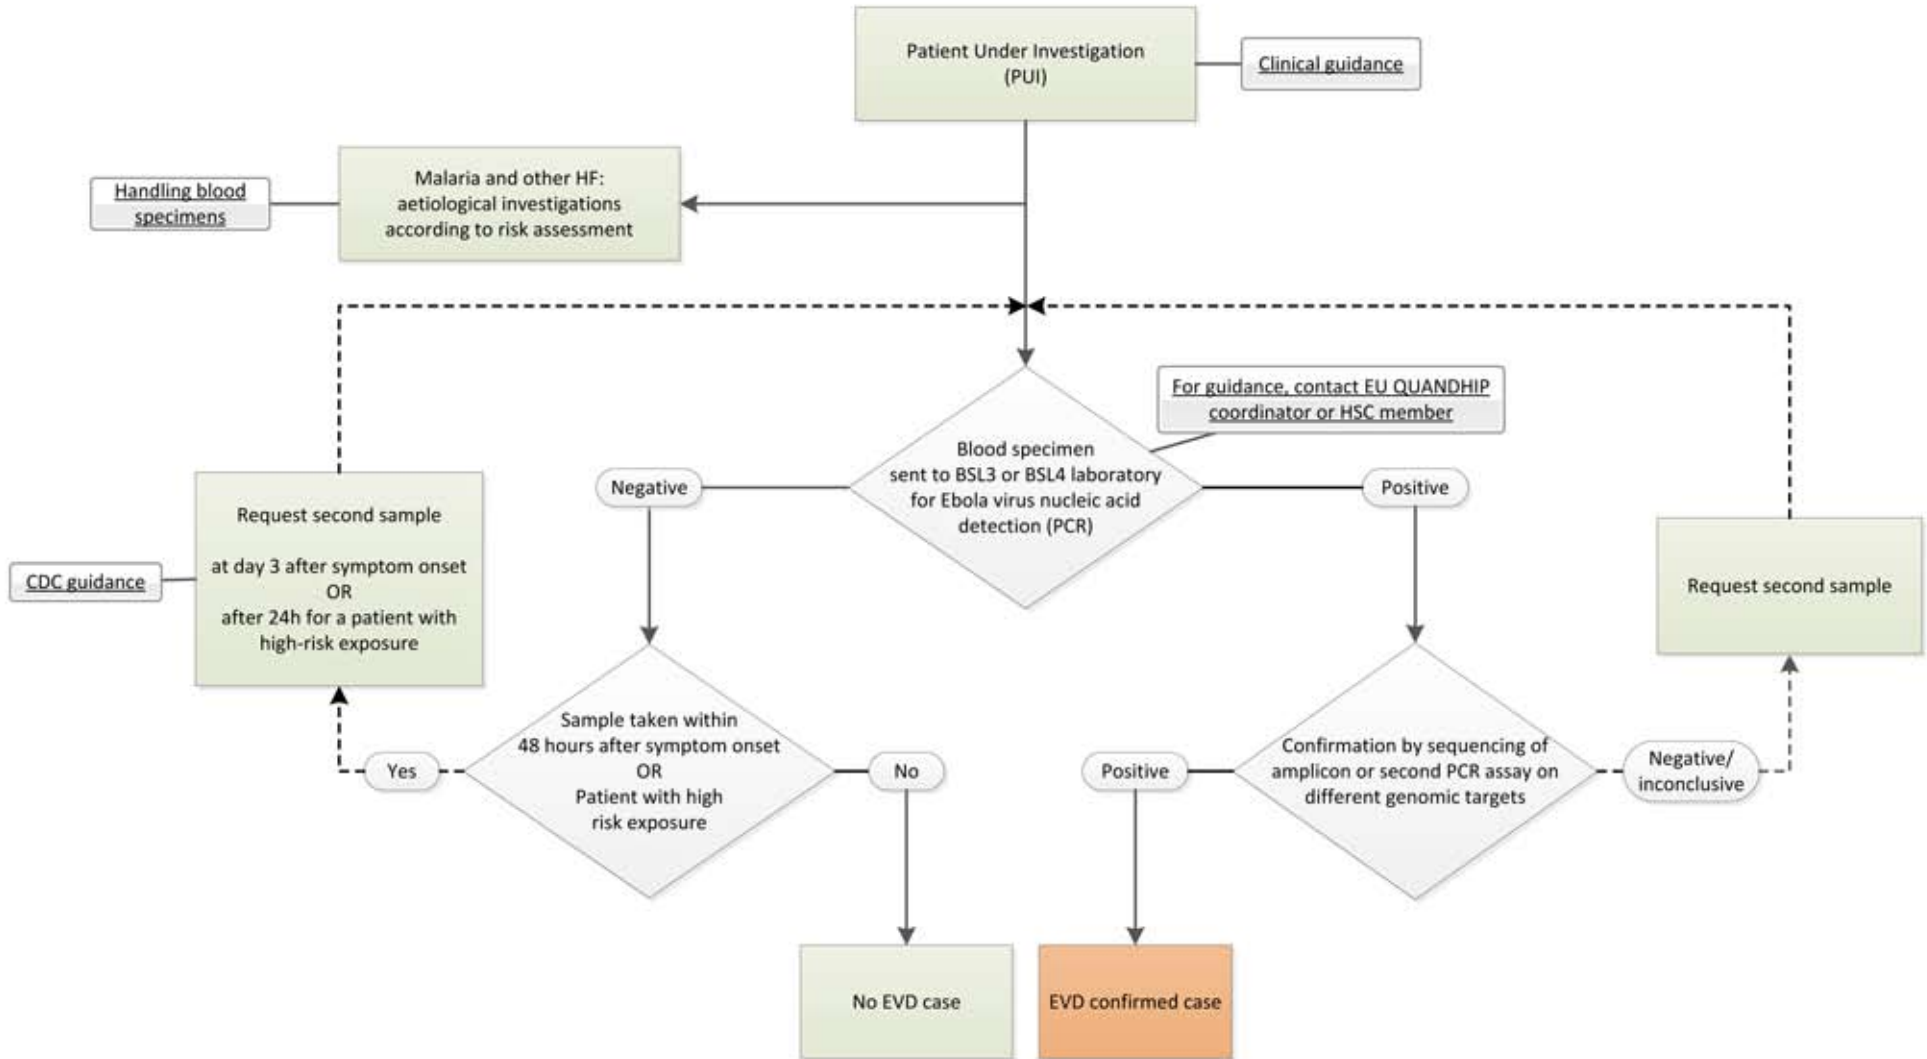 Patient Under Investigation
(PUI)
Clinical guidance
Malaria and other HF:
aetiological investigations
according to risk assessment
Handling blood
specimens
For guidance, contact EU QUANDHIP
coordinator or HSC member
Blood specimen
sent to BSL3 or BSL4 laboratory
for Ebola virus nucleic acid
detection (PCR)
Negative
Positive
Request second sample
at day 3 after symptom onset
OR
after 24h for a patient with
high-risk exposure
CDC guidance
Request second sample
Sample taken within
48 hours after symptom onset
OR
Patient with high
risk exposure
Yes
No
Confirmation by sequencing of
amplicon or second PCR assay on
different genomic targets
Positive
Negative/
inconclusive
No EVD case
EVD confirmed case